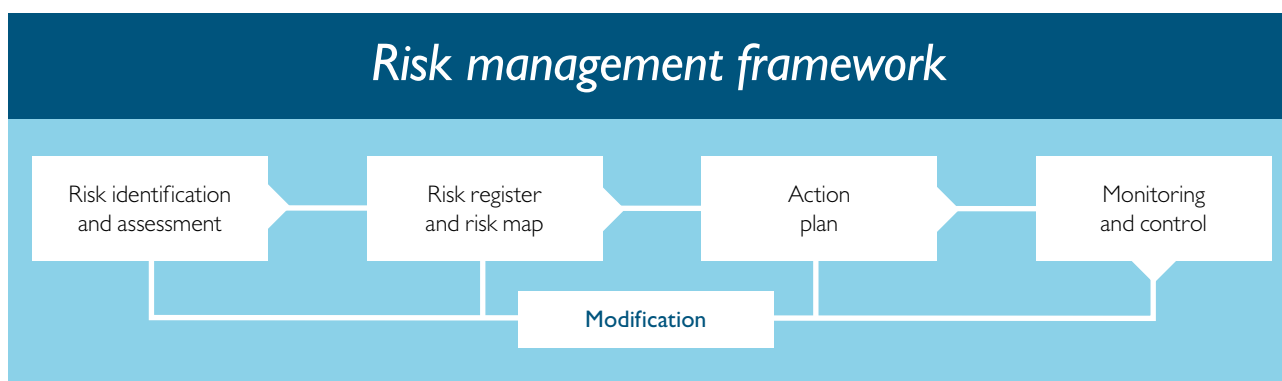 Risk management framework
Risk identification
and assessment
Risk register
and risk map
Action
plan
Monitoring
and control
Modification